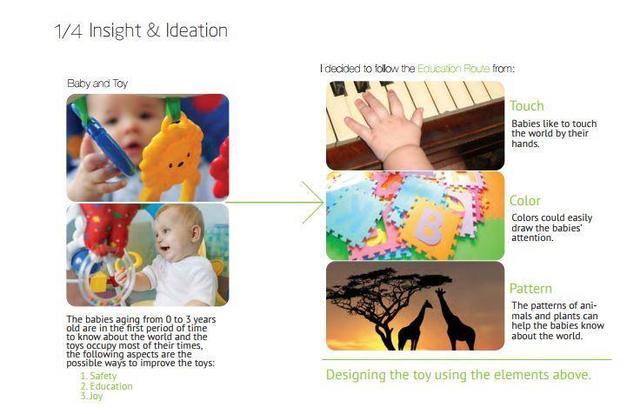 1/4 Insight & Ideation
Baby and Toy
The babies aging from 0 to 3 years
old are in the first period of time
to know about the world and the
toys occupy most of their times,
the following aspects are the
possible ways to improve the toys:
1. Safety
2. Education
3. Joy
I decided to follow the Education Route from:
Touch
Babies like to touch
the world by their
hands.
Color
Colors could easily
draw the babies'
attention.
B
Pattern
The patterns of ani-
mals and plants can
help the babies know
about the world.
Designing the toy using the elements above.